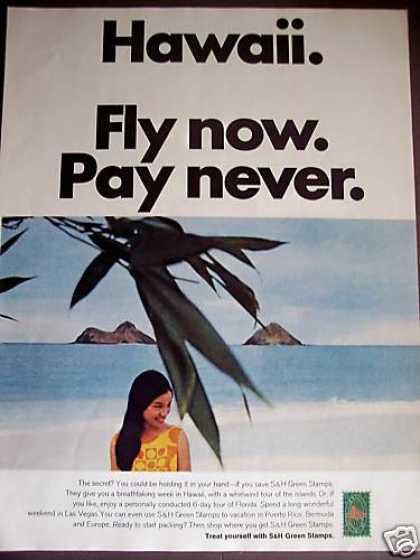 Hawaii.
Fly now.
Pay never.
The secret? You could be holding it in your hand—if you save S&H Green Stamps.
They give you a breathtaking week in Hawaii, with a whirlwind tour of the islands. Or, if
you like, enjoy a personally conducted 6-day tour of Florida. Spend a long wonderful
weekend in Las Vegas. You can even use S&H Green Stamps to vacation in Puerto Rico, Bermuda
and Europe. Ready to start packing? Then shop where you get S&H Green Stamps.
Treat yourself with S&H Green Stamps.